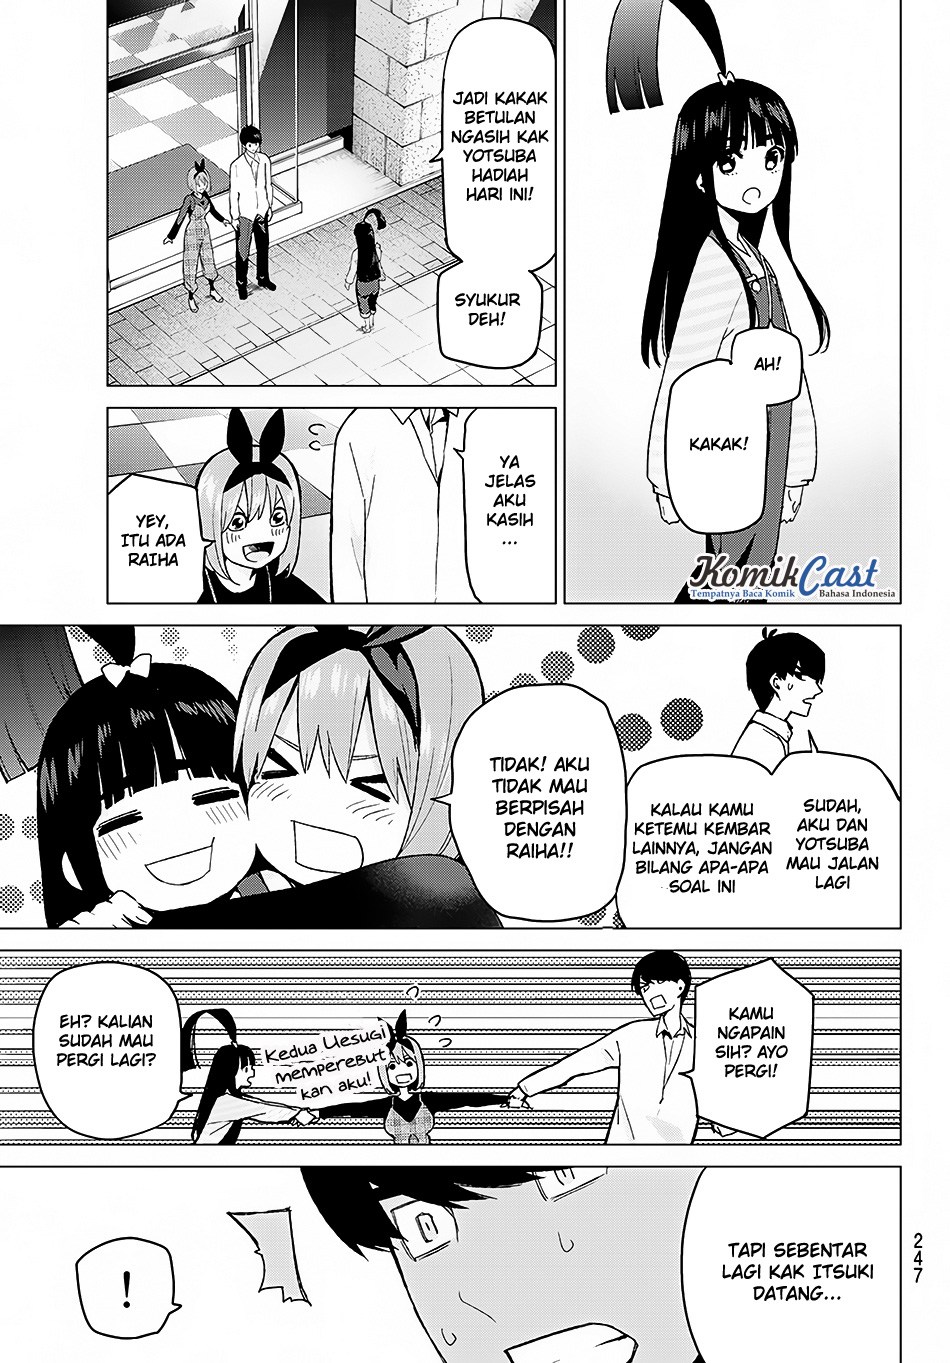 AH!
KAKAK!
JADI KAKAK
BETULAN
NGASIH KAK
YOTSUBA
HADIAH
HARI INI!
SYUKUR
DEH!
KomikCast
Tempatnya Baca Komik Bahasa Indonesia
YA
JELAS
AKU
KASIH
...
YEY,
ITU ADA
RAIHA
SUDAH,
AKU DAN
YOTSUBA
MAU JALAN
LAGI
KALAU KAMU
KETEMU KEMBAR
LAINNYA, JANGAN
BILANG APA-APA
SOAL INI
TIDAK! AKU
TIDAK MAU
BERPISAH
DENGAN
RAIHA!!
KAMU
NGAPAIN
SIH? AYO
PERGI!
Kedua Uesugi
memperebut
kan aku!
EH? KALIAN
SUDAH MAU
PERGI LAGI?
TAPI SEBENTAR
LAGI KAK ITSUKI
DATANG...
!
247